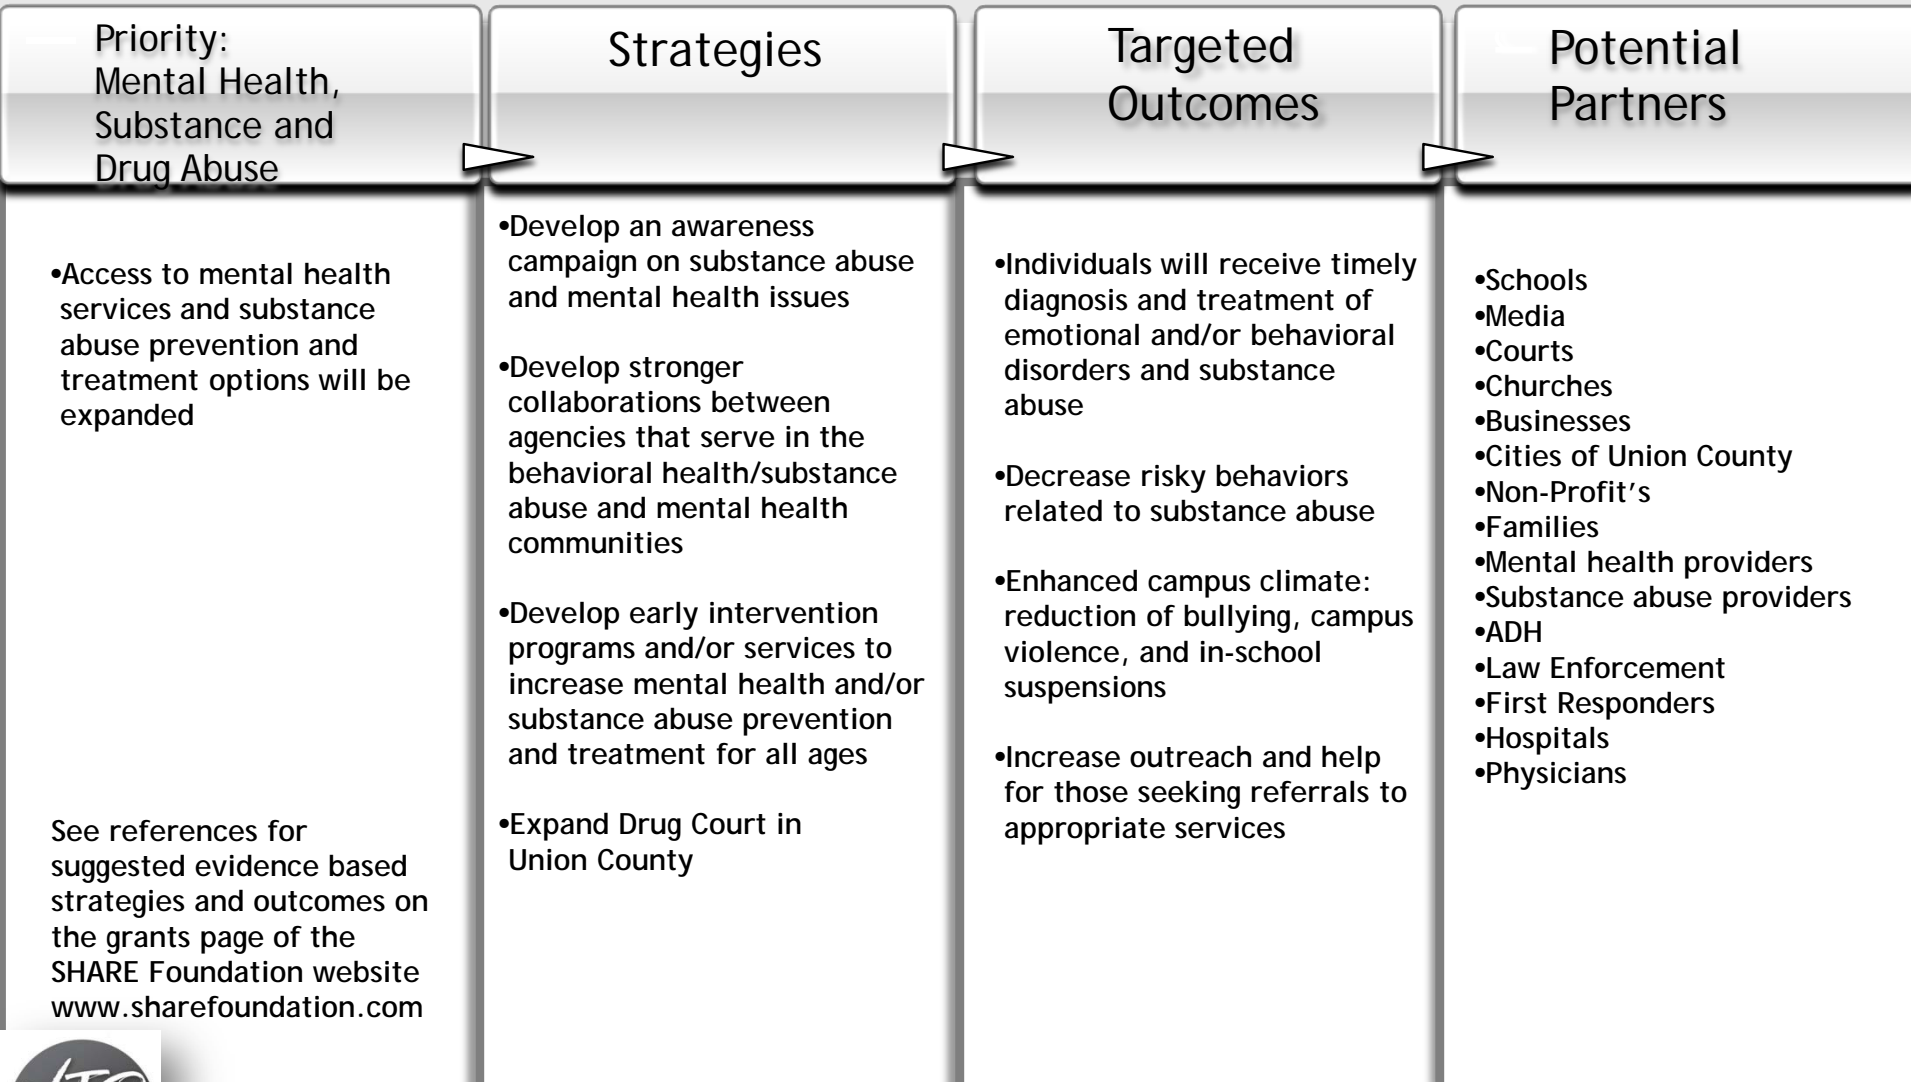 Priority:
Mental Health,
Substance and
Drug Abuse
•Access to mental health
services and substance
abuse prevention and
treatment options will be
expanded
See references for
suggested evidence based
strategies and outcomes on
the grants page of the
SHARE Foundation website
www.sharefoundation.com
Strategies
•Develop an awareness
campaign on substance abuse
and mental health issues
•Develop stronger
collaborations between
agencies that serve in the
behavioral health/substance
abuse and mental health
communities
•Develop early intervention
programs and/or services to
increase mental health and/or
substance abuse prevention
and treatment for all ages
•Expand Drug Court in
Union County
Targeted
Outcomes
•Individuals will receive timely
diagnosis and treatment of
emotional and/or behavioral
disorders and substance
abuse
•Decrease risky behaviors
related to substance abuse
•Enhanced campus climate:
reduction of bullying, campus
violence, and in-school
suspensions
•Increase outreach and help
for those seeking referrals to
appropriate services
Potential
Partners
•Schools
•Media
•Courts
•Churches
•Businesses
•Cities of Union County
•Non-Profit’s
•Families
•Mental health providers
•Substance abuse providers
•ADH
•Law Enforcement
•First Responders
•Hospitals
•Physicians